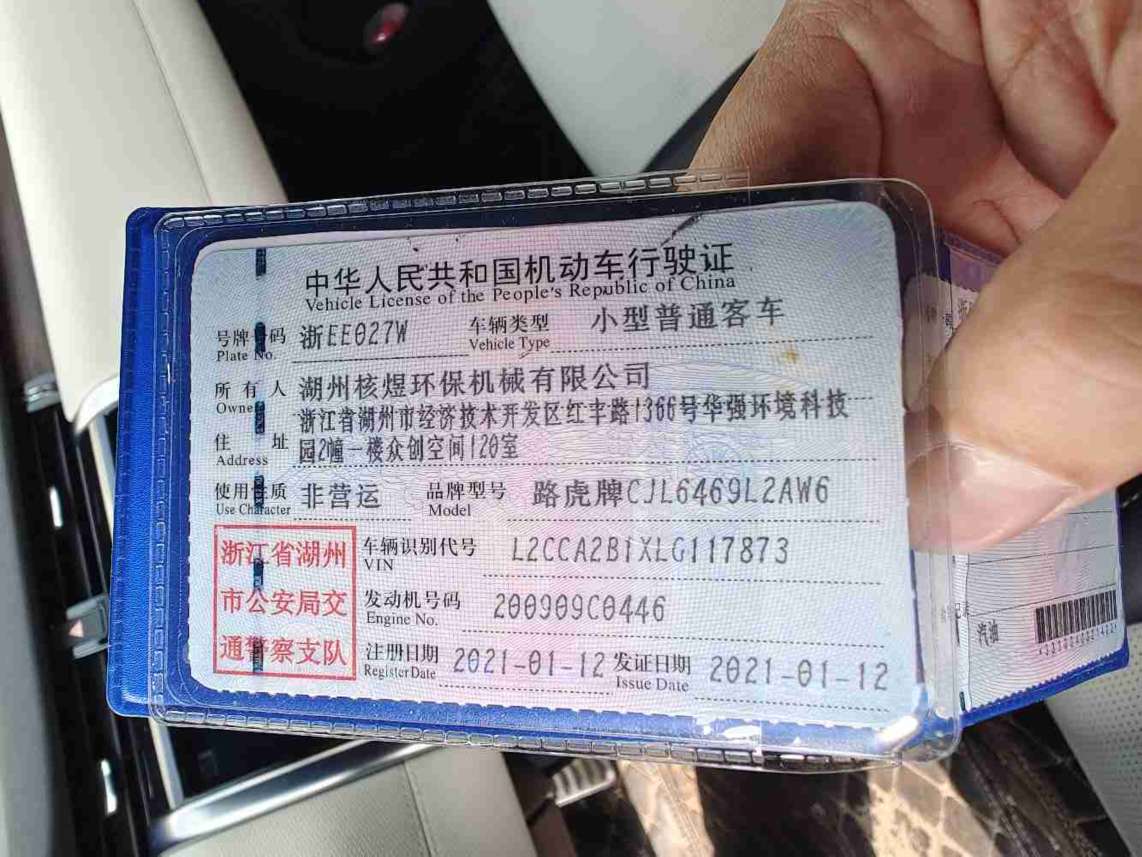 中华人民共和国机动车行驶证
Vehicle License of the People's Republic of China
号牌号码 浙EE027W 车辆类型 小型普通客车
Plate No. Vehicle Type
所有人 湖州核煜环保机械有限公司
Owner
浙江省湖州市经济技术开发区红丰路1366号华强环境科技
住址 园2幢一楼众创空间120室
Address
使用性质 非营运 品牌型号 路虎牌CJL6469L2AW6
Use Character Model
浙江省湖州
市公安局交
通警察支队
车辆识别代号 L2CCA2B1XLG117873
VIN
发动机号码 200909C0446
Engine No.
注册日期 2021-01-12 发证日期 2021-01-12
Register Date Issue Date
汽油